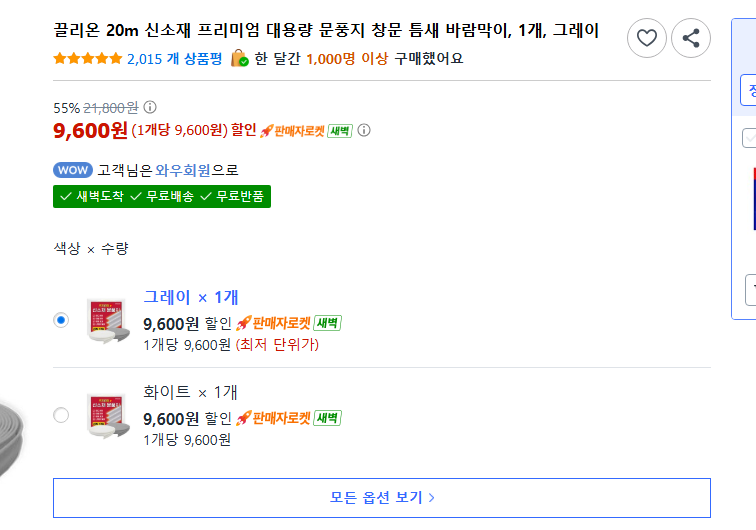 끌리온 20m 신소재 프리미엄 대용량 문풍지 창문 틈새 바람막이, 1개, 그레이
2,015 개 상품평 한 달간 1,000명 이상 구매했어요
55% 21,800원
9,600원 (1개당 9,600원) 할인 판매자로켓 새벽
WOW 고객님은 와우회원으로
새벽도착 무료배송 무료반품
색상 × 수량
그레이 × 1개
9,600원 할인 판매자로켓 새벽
1개당 9,600원 (최저 단위가)
화이트 × 1개
9,600원 할인 판매자로켓 새벽
1개당 9,600원
모든 옵션 보기